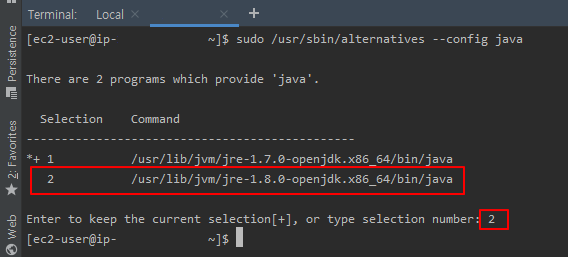 Terminal: Local
[ec2-user@ip- ~]$ sudo /usr/sbin/alternatives --config java
There are 2 programs which provide 'java'.
Selection Command
-----------------------------------------------
*+ 1 /usr/lib/jvm/jre-1.7.0-openjdk.x86_64/bin/java
2 /usr/lib/jvm/jre-1.8.0-openjdk.x86_64/bin/java
Enter to keep the current selection[+], or type selection number: 2
[ec2-user@ip- ~]$
Persistence
2: Favorites
Web